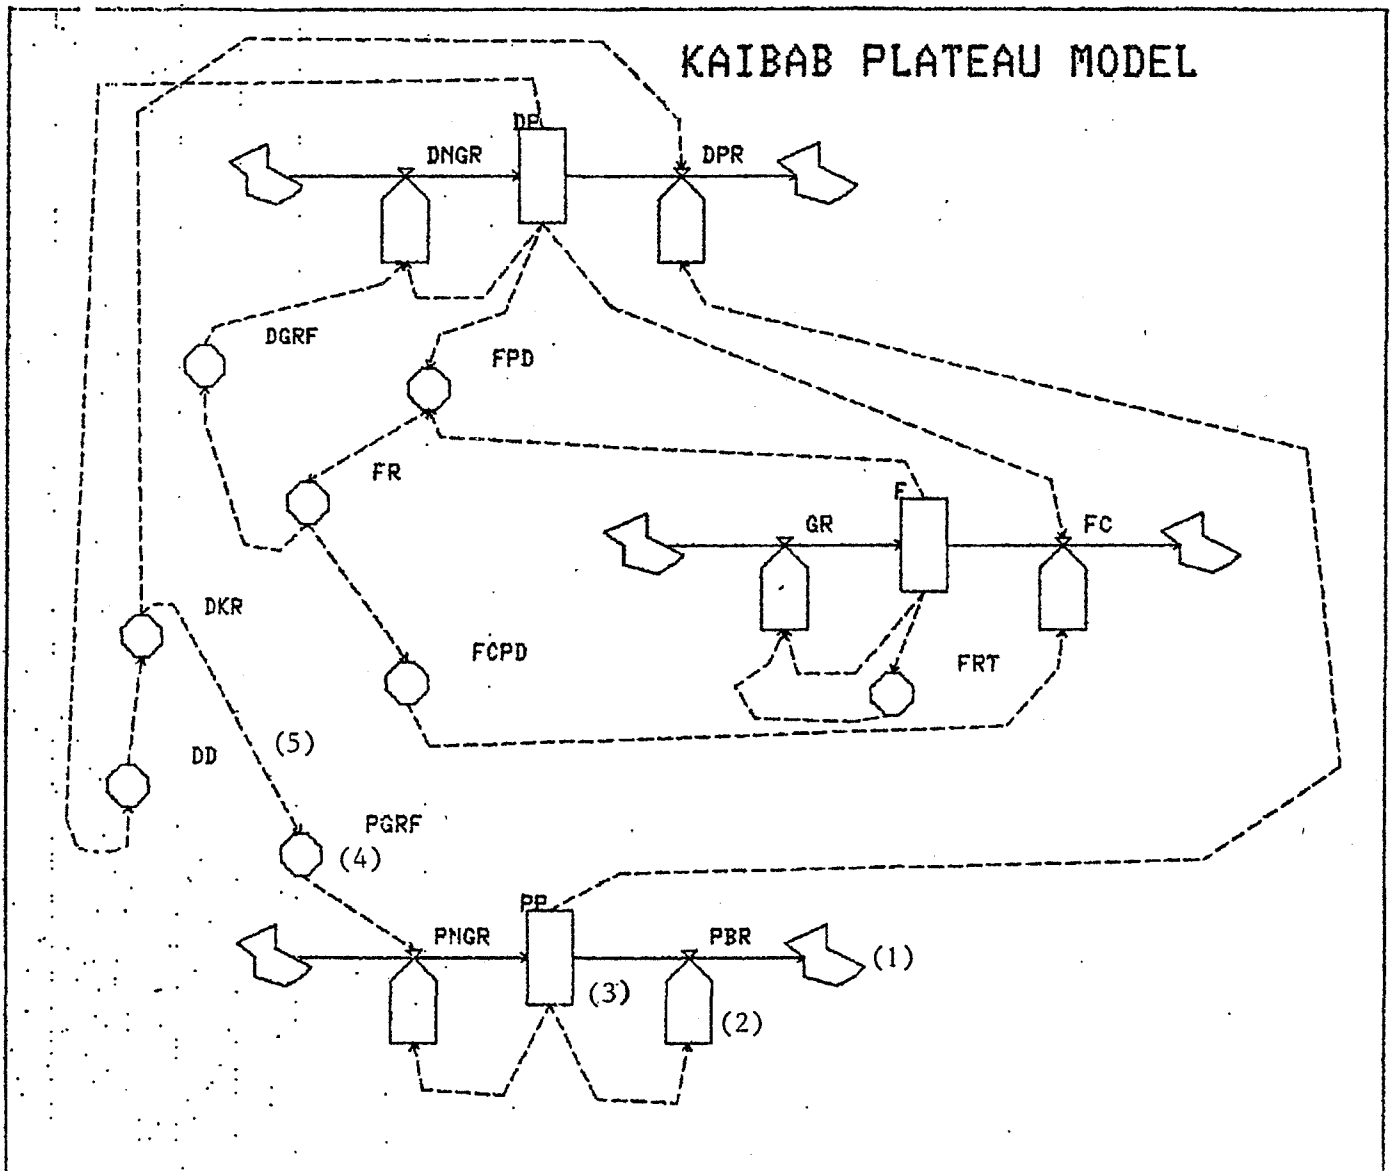 KAIBAB PLATEAU MODEL
DP
DNGR
DPR
DGRF
FPD
FR
F
GR
FC
DKR
FCPD
FRT
(5)
DD
PGRF
(4)
PP
PNGR
PBR
(1)
(3)
(2)